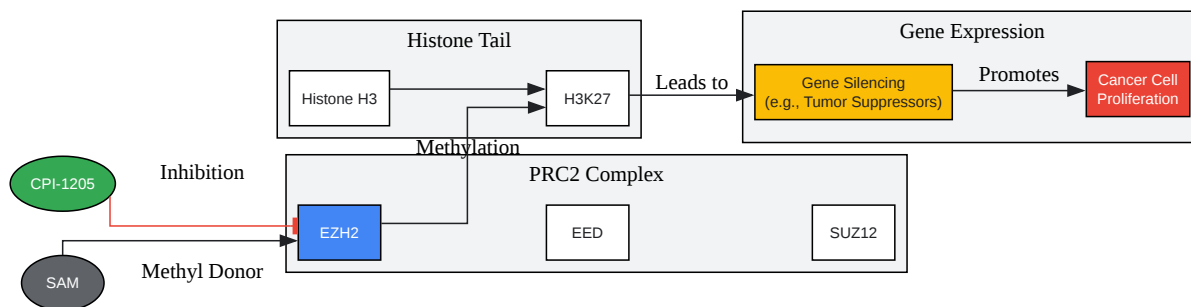 Histone Tail
Histone H3
H3K27
Leads to
Gene Expression
Gene Silencing
(e.g., Tumor Suppressors)
Promotes
Cancer Cell
Proliferation
Methylation
CPI-1205
Inhibition
PRC2 Complex
EZH2
EED
SUZ12
Methyl Donor
SAM